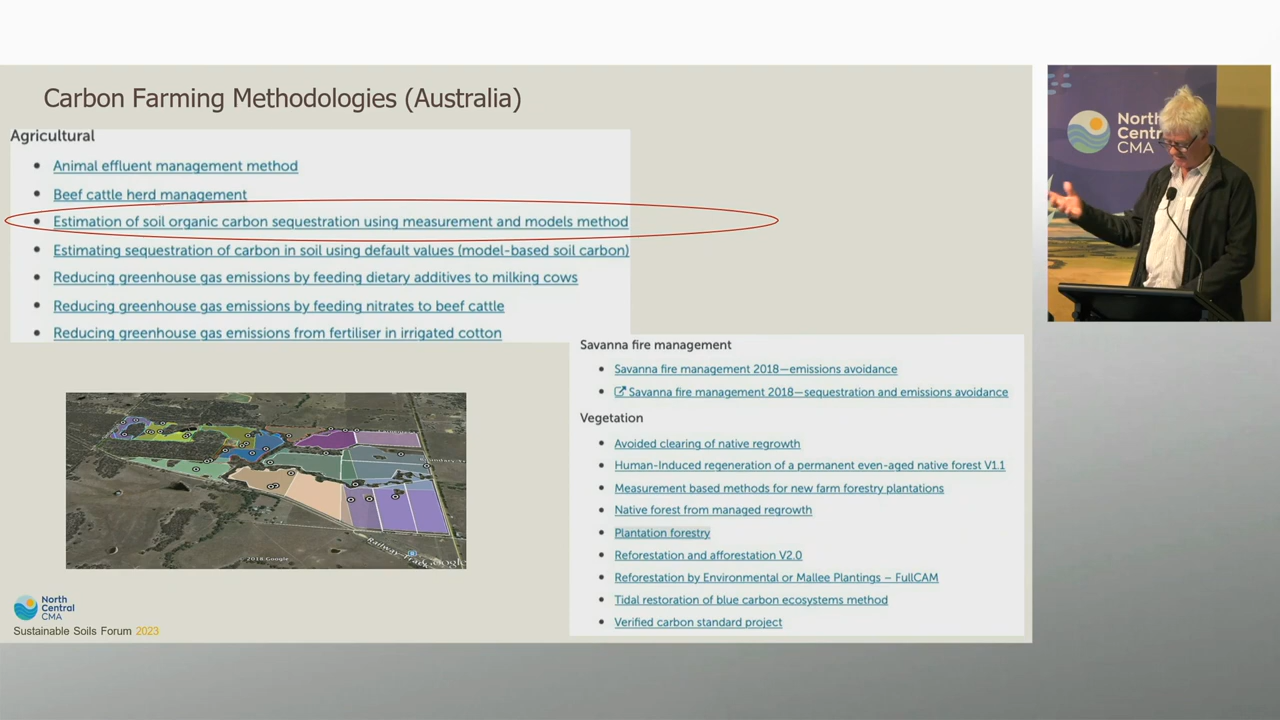 Carbon Farming Methodologies (Australia)
Agricultural
Animal effluent management method
Beef cattle herd management
Estimation of soil organic carbon sequestration using measurement and models method
Estimating sequestration of carbon in soil using default values (model-based soil carbon)
Reducing greenhouse gas emissions by feeding dietary additives to milking cows
Reducing greenhouse gas emissions by feeding nitrates to beef cattle
Reducing greenhouse gas emissions from fertiliser in irrigated cotton
Savanna fire management
Savanna fire management 2018—emissions avoidance
Savanna fire management 2018—sequestration and emissions avoidance
Vegetation
Avoided clearing of native regrowth
Human-Induced regeneration of a permanent even-aged native forest V1.1
Measurement based methods for new farm forestry plantations
Native forest from managed regrowth
Plantation forestry
Reforestation and afforestation V2.0
Reforestation by Environmental or Mallee Plantings – FullCAM
Tidal restoration of blue carbon ecosystems method
Verified carbon standard project
2018 Google
Railway
Google
North
Central
CMA
Sustainable Soils Forum 2023
North
Centr
CMA